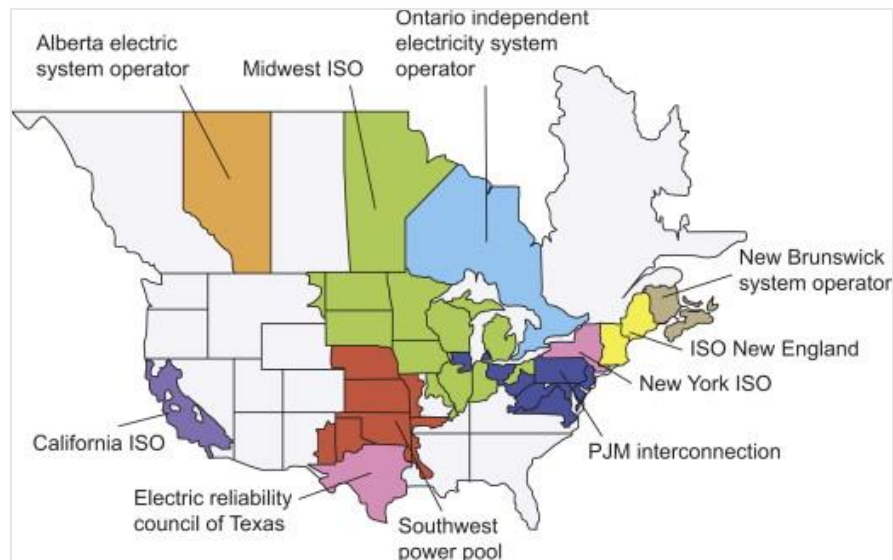 Alberta electric
system operator
Midwest ISO
Ontario independent
electricity system
operator
New Brunswick
system operator
ISO New England
New York ISO
PJM interconnection
California ISO
Electric reliability
council of Texas
Southwest
power pool